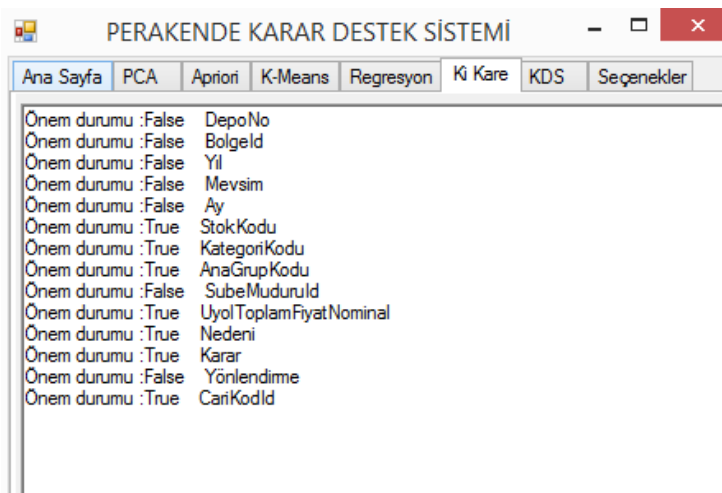 PERAKENDE KARAR DESTEK SİSTEMİ
Ana Sayfa PCA Apriori K-Means Regresyon Ki Kare KDS Seçenekler
Önem durumu :False DepoNo
Önem durumu :False BolgeId
Önem durumu :False Yıl
Önem durumu :False Mevsim
Önem durumu :False Ay
Önem durumu :True StokKodu
Önem durumu :True KategoriKodu
Önem durumu :True AnaGrupKodu
Önem durumu :False SubeMuduruId
Önem durumu :True UyolToplamFiyatNominal
Önem durumu :True Nedeni
Önem durumu :True Karar
Önem durumu :False Yönlendirme
Önem durumu :True CariKodId